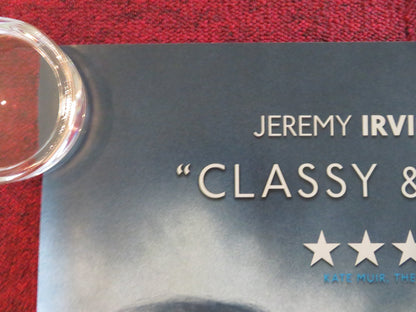 JEREMY IRVI
“CLASSY &
KATE MUIR, THE